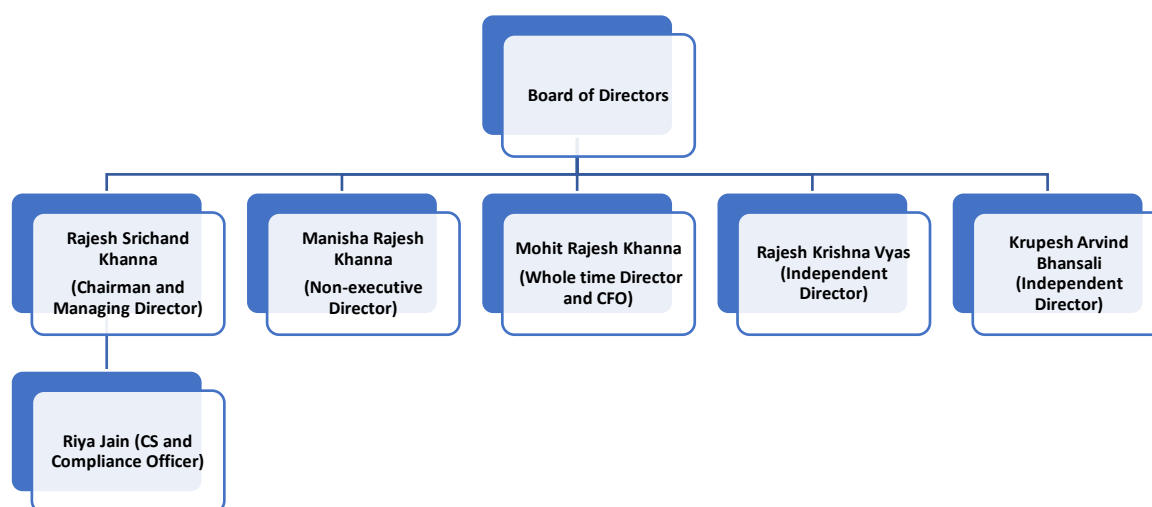 Board of Directors
Rajesh Srichand
Khanna
(Chairman and
Managing Director)
Manisha Rajesh
Khanna
(Non-executive
Director)
Mohit Rajesh Khanna
(Whole time Director
and CFO)
Rajesh Krishna Vyas
(Independent
Director)
Krupesh Arvind
Bhansali
(Independent
Director)
Riya Jain (CS and
Compliance Officer)